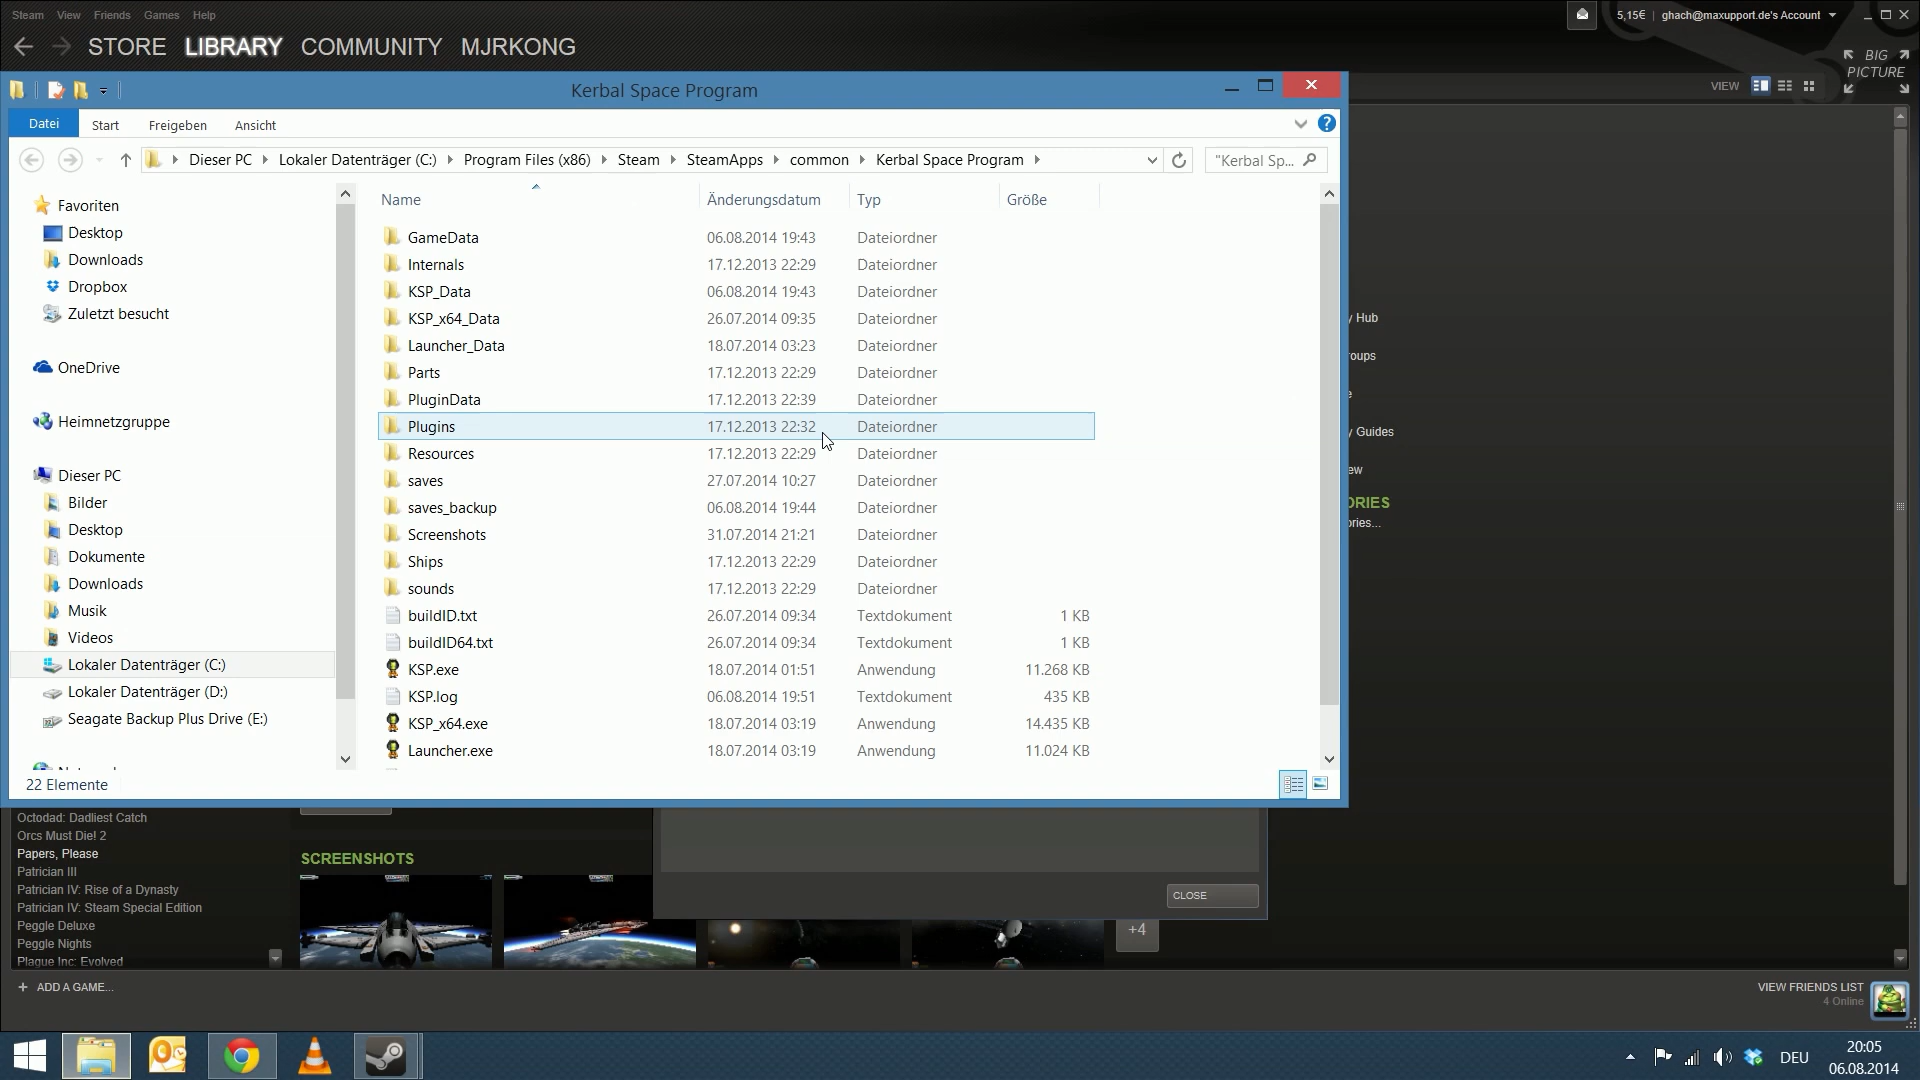 Steam View Friends Games Help
5,15€ | ghach@maxupport.de's Account
STORE LIBRARY COMMUNITY MJRKONG
BIG
PICTURE
VIEW
Kerbal Space Program
Datei Start Freigeben Ansicht
Dieser PC Lokaler Datenträger (C:) Program Files (x86) Steam SteamApps common Kerbal Space Program
"Kerbal Sp...
Favoriten
Desktop
Downloads
Dropbox
Zuletzt besucht
OneDrive
Heimnetzgruppe
Dieser PC
Bilder
Desktop
Dokumente
Downloads
Musik
Videos
Lokaler Datenträger (C:)
Lokaler Datenträger (D:)
Seagate Backup Plus Drive (E:)
Name Änderungsdatum Typ Größe
GameData 06.08.2014 19:43 Dateiordner
Internals 17.12.2013 22:29 Dateiordner
KSP_Data 06.08.2014 19:43 Dateiordner
KSP_x64_Data 26.07.2014 09:35 Dateiordner
Launcher_Data 18.07.2014 03:23 Dateiordner
Parts 17.12.2013 22:29 Dateiordner
PluginData 17.12.2013 22:39 Dateiordner
Plugins 17.12.2013 22:32 Dateiordner
Resources 17.12.2013 22:29 Dateiordner
saves 27.07.2014 10:27 Dateiordner
saves_backup 06.08.2014 19:44 Dateiordner
Screenshots 31.07.2014 21:21 Dateiordner
Ships 17.12.2013 22:29 Dateiordner
sounds 17.12.2013 22:29 Dateiordner
buildID.txt 26.07.2014 09:34 Textdokument 1 KB
buildID64.txt 26.07.2014 09:34 Textdokument 1 KB
KSP.exe 18.07.2014 01:51 Anwendung 11.268 KB
KSP.log 06.08.2014 19:51 Textdokument 435 KB
KSP_x64.exe 18.07.2014 03:19 Anwendung 14.435 KB
Launcher.exe 18.07.2014 03:19 Anwendung 11.024 KB
22 Elemente
y Hub
roups
e
y Guides
ew
ORIES
ories...
Octodad: Dadliest Catch
Orcs Must Die! 2
Papers, Please
Patrician III
Patrician IV: Rise of a Dynasty
Patrician IV: Steam Special Edition
Peggle Deluxe
Peggle Nights
Plague Inc: Evolved
SCREENSHOTS
CLOSE
+4
+ ADD A GAME...
VIEW FRIENDS LIST
4 Online
DEU
20:05
06.08.2014